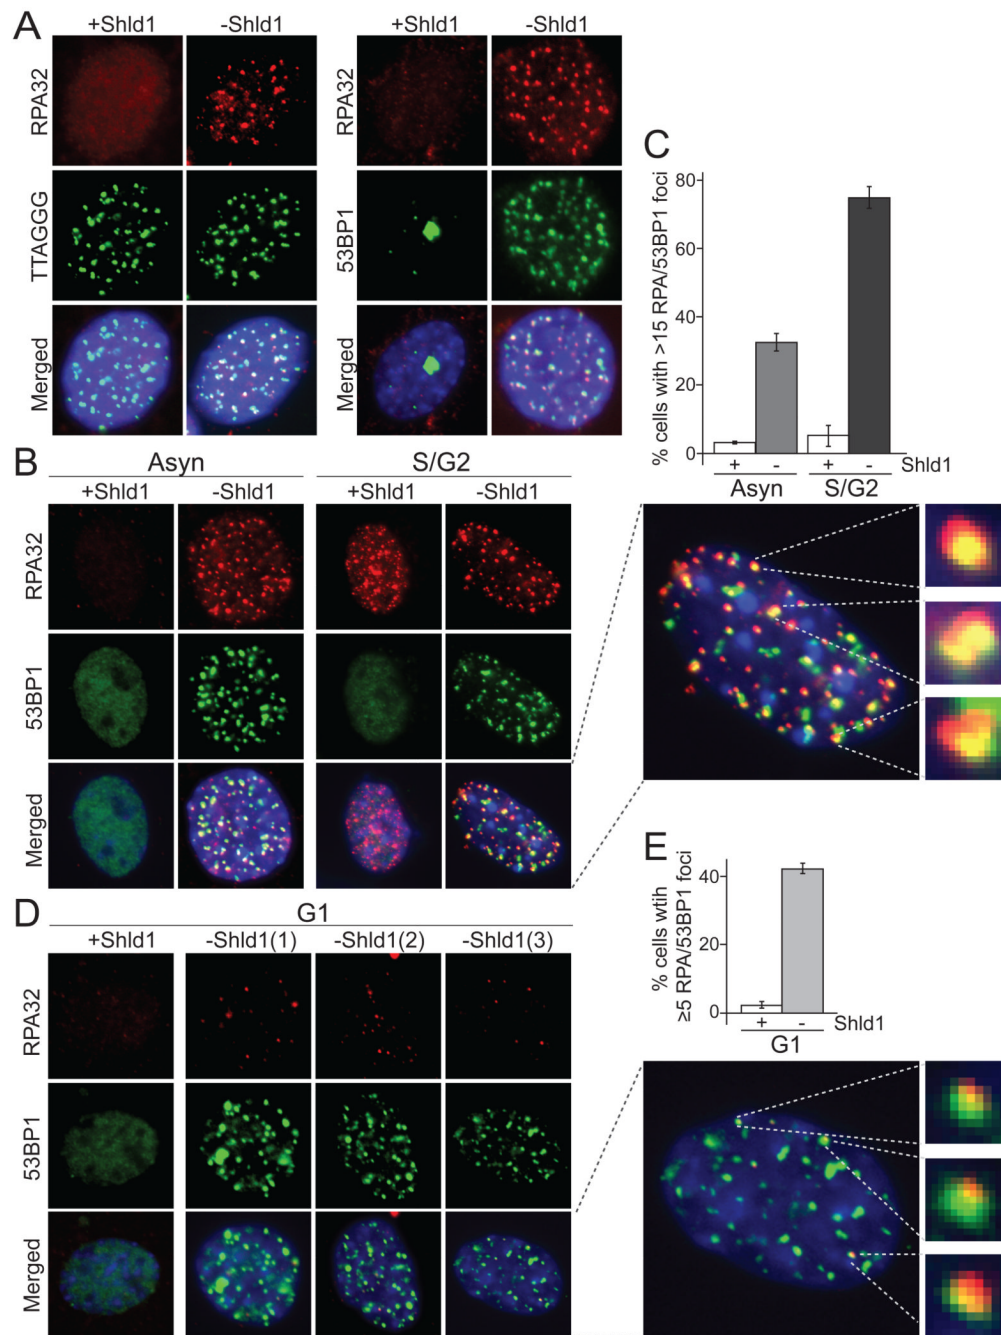 A
+Shld1
-Shld1
+Shld1
-Shld1
RPA32
TTAGGG
Merged
RPA32
53BP1
Merged
C
% cells with >15 RPA/53BP1 foci
80
60
40
20
0
+
-
+
-
Shld1
Asyn
S/G2
B
Asyn
S/G2
+Shld1
-Shld1
+Shld1
-Shld1
RPA32
53BP1
Merged
D
G1
+Shld1
-Shld1(1)
-Shld1(2)
-Shld1(3)
RPA32
53BP1
Merged
E
% cells wtih
≥5 RPA/53BP1 foci
40
20
0
+
-
Shld1
G1